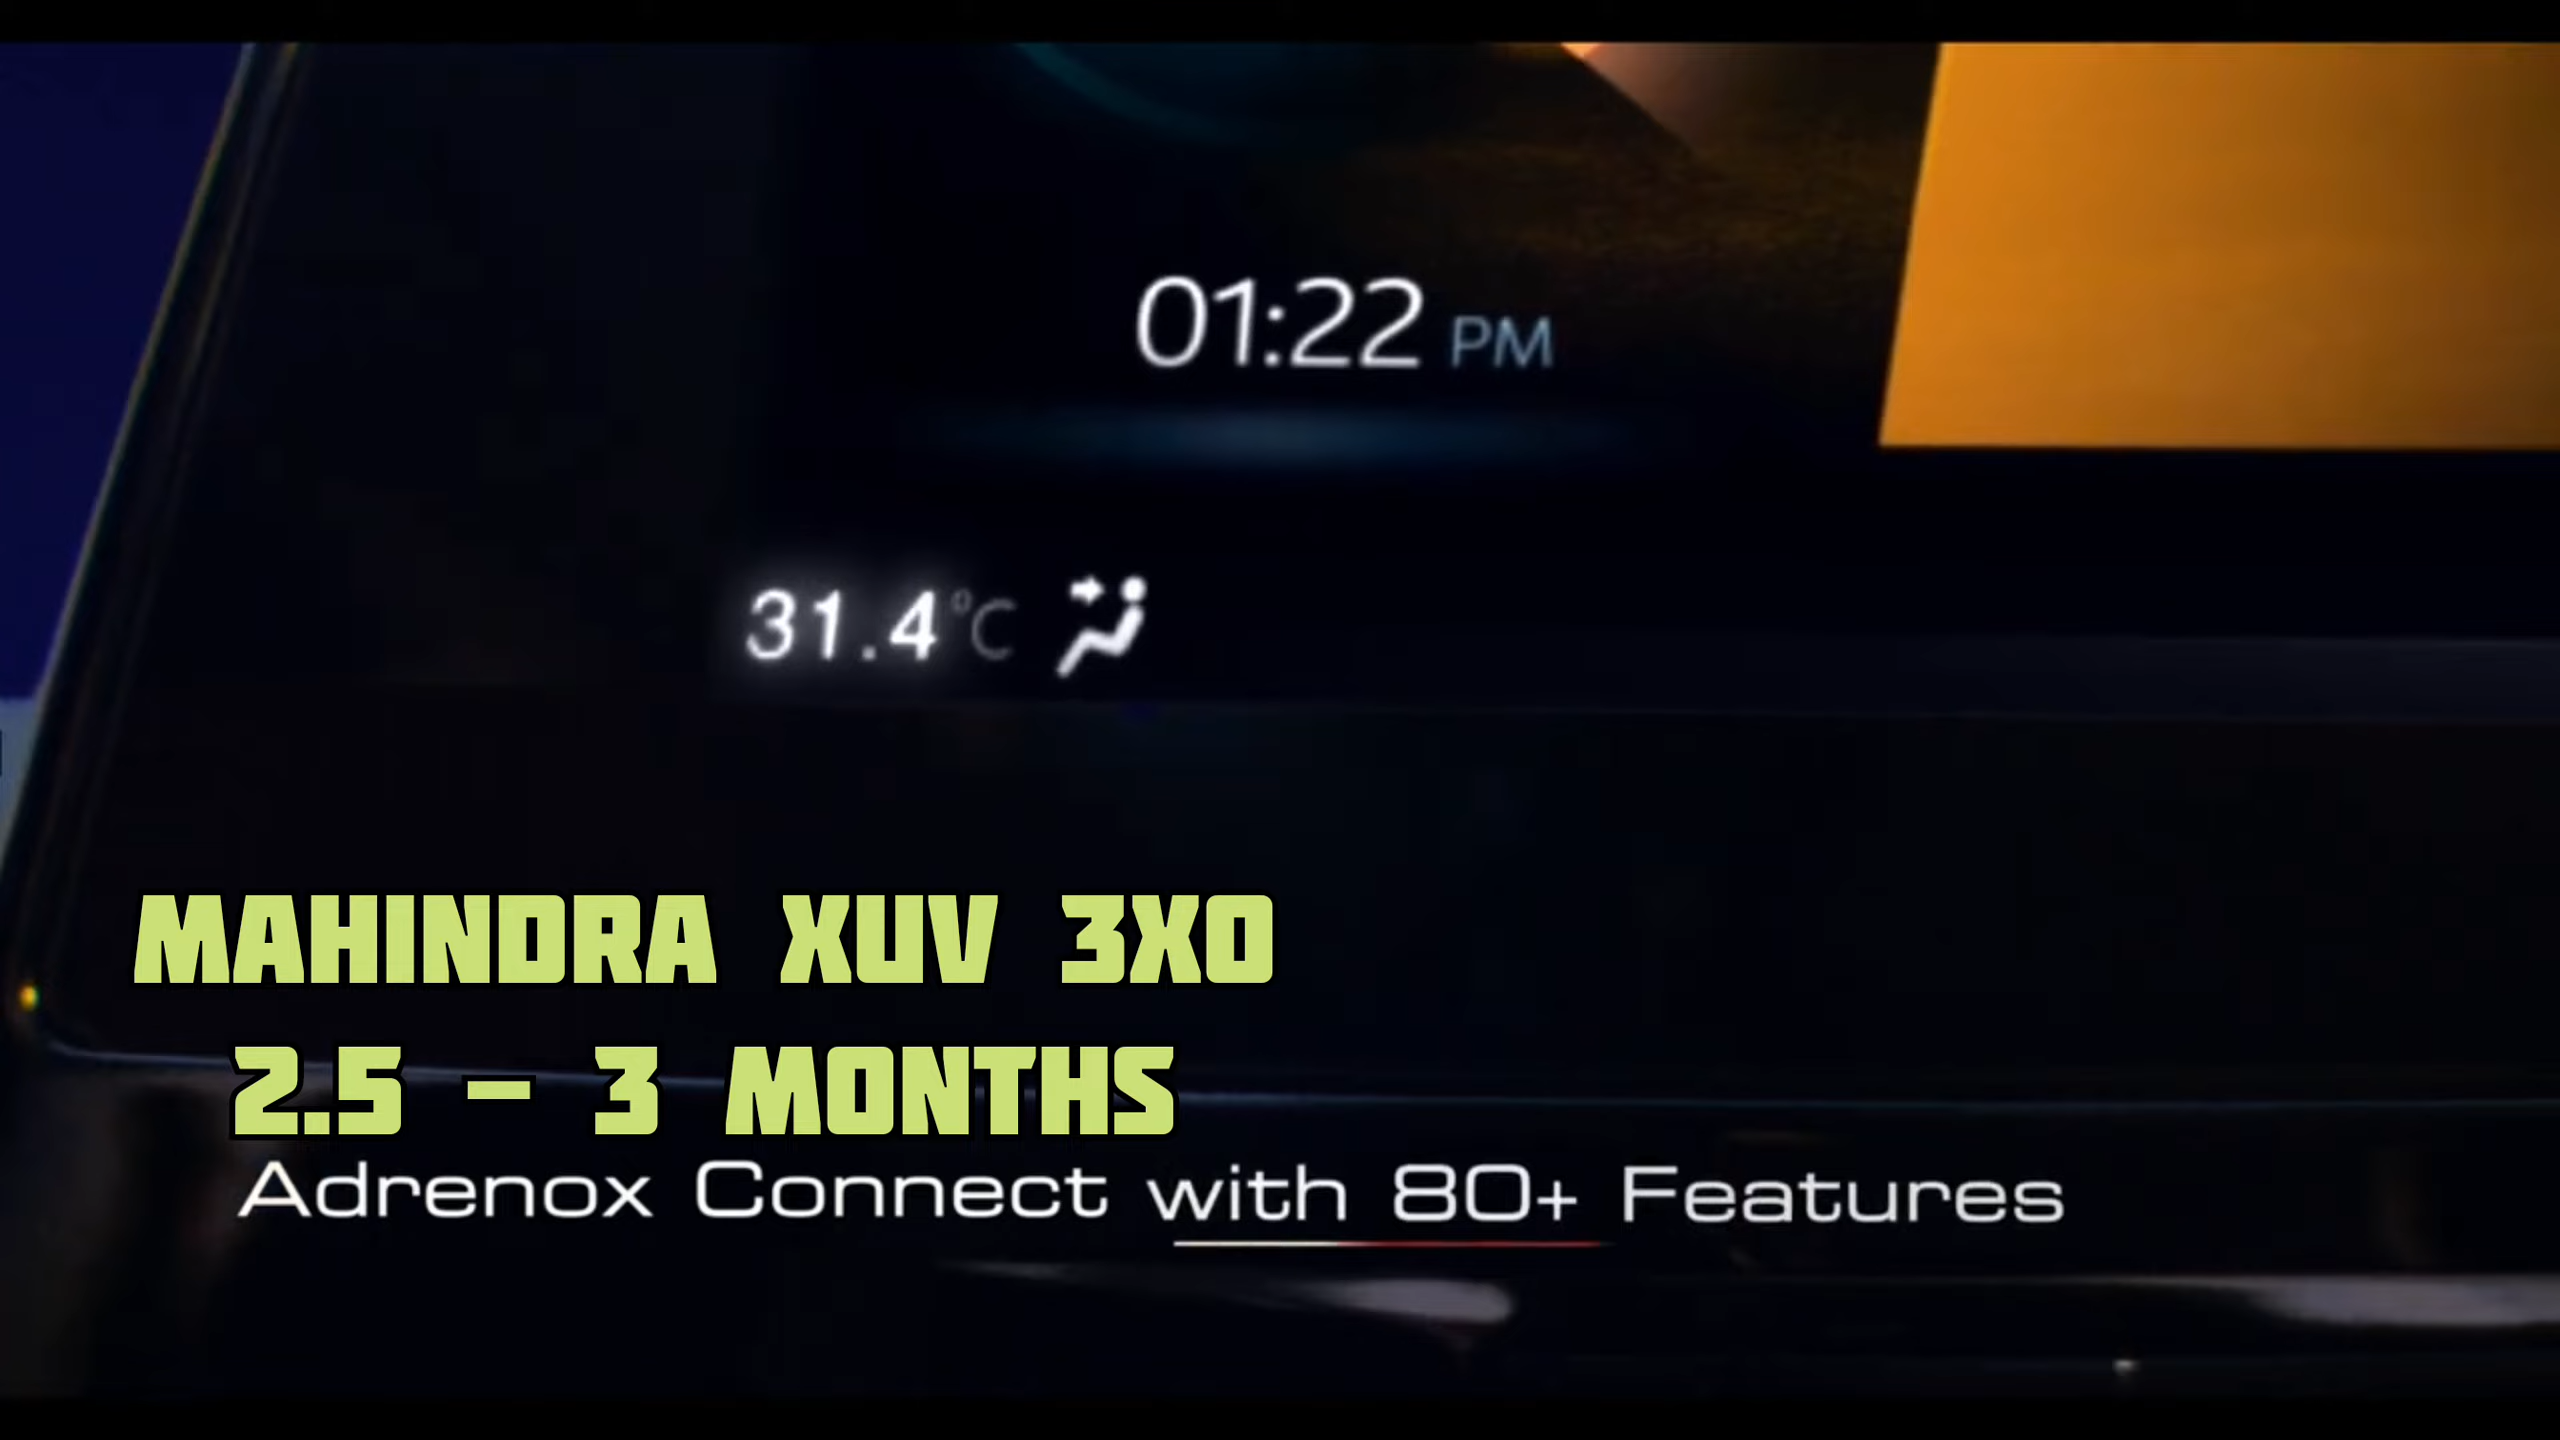 01:22 PM
31.4°C
MAHINDRA XUV 3XO
2.5 - 3 MONTHS
Adrenox Connect with 80+ Features